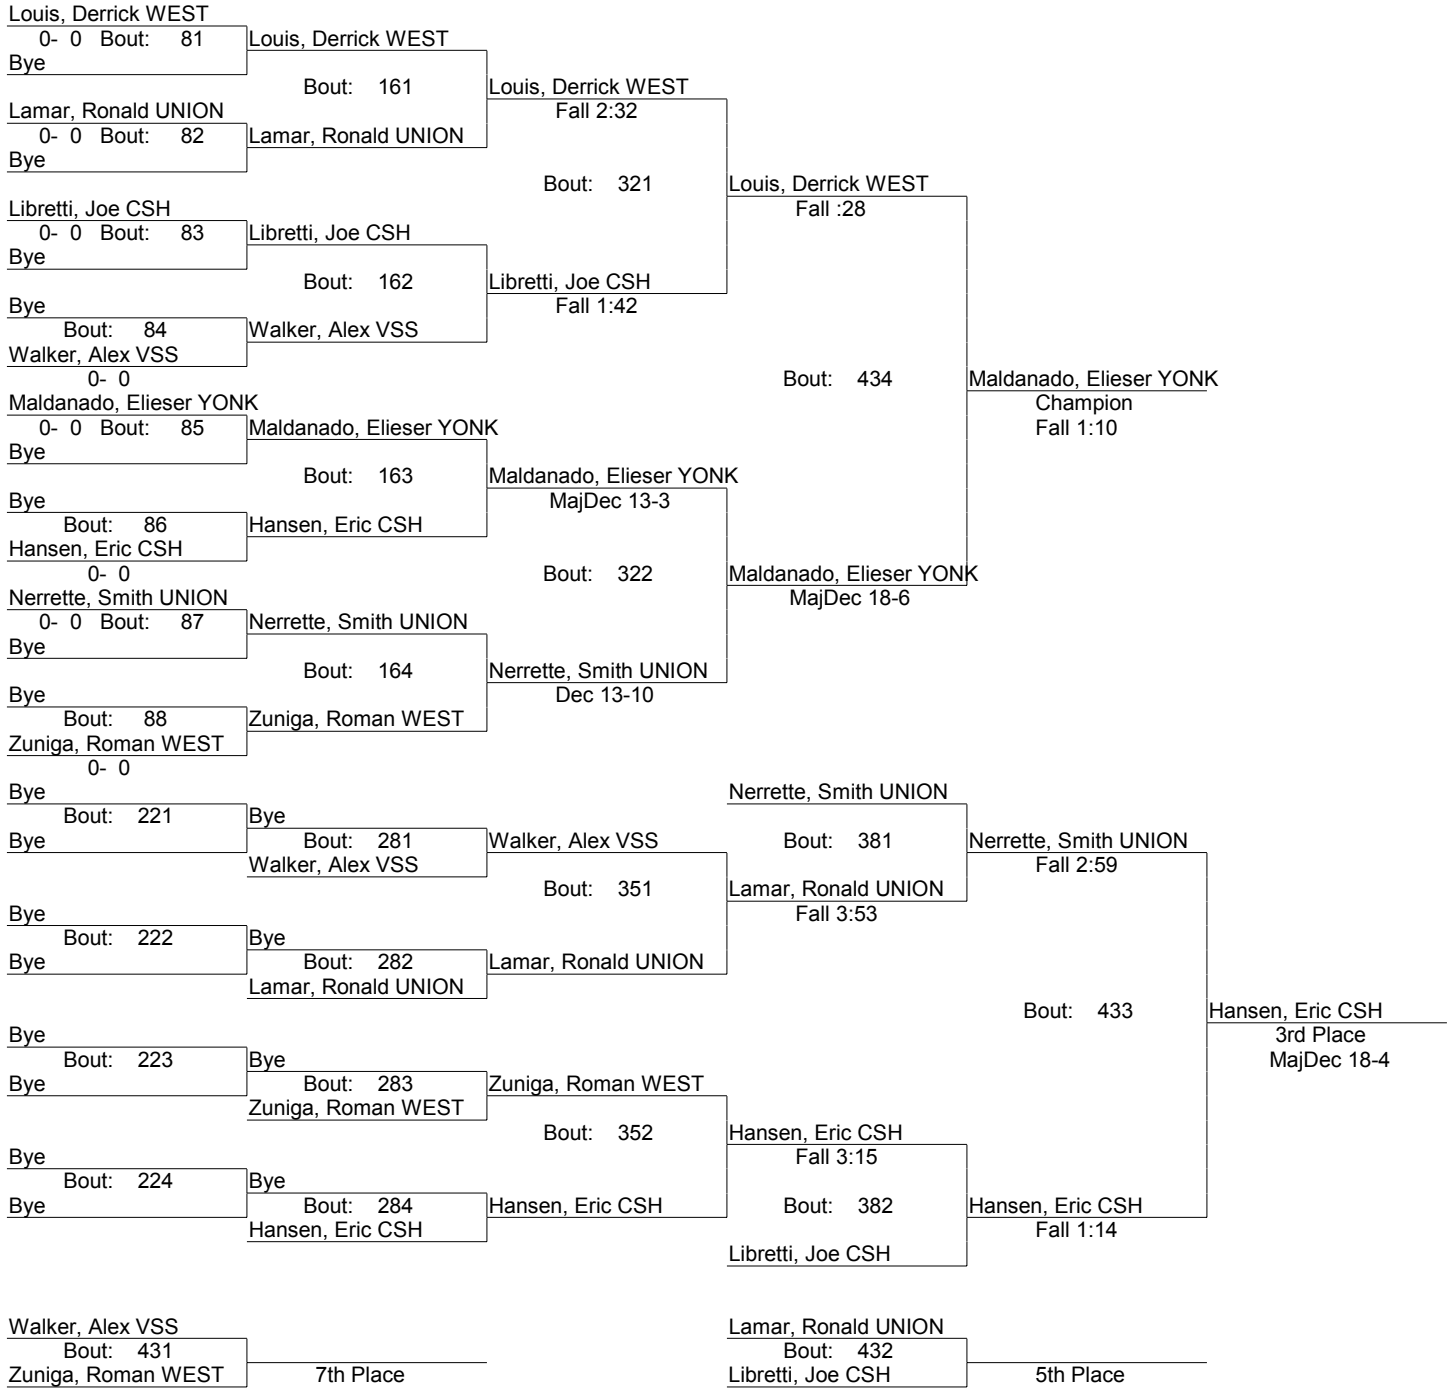 Louis, Derrick WEST
0- 0 Bout: 81 Louis, Derrick WEST
Bye
Bout: 161 Louis, Derrick WEST
Lamar, Ronald UNION Fall 2:32
0- 0 Bout: 82 Lamar, Ronald UNION
Bye
Bout: 321 Louis, Derrick WEST
Libretti, Joe CSH Fall :28
0- 0 Bout: 83 Libretti, Joe CSH
Bye
Bout: 162 Libretti, Joe CSH
Bye Fall 1:42
Bout: 84 Walker, Alex VSS
Walker, Alex VSS
0- 0 Bout: 434 Maldanado, Elieser YONK
Maldanado, Elieser YONK Champion
0- 0 Bout: 85 Maldanado, Elieser YONK Fall 1:10
Bye
Bout: 163 Maldanado, Elieser YONK
Bye MajDec 13-3
Bout: 86 Hansen, Eric CSH
Hansen, Eric CSH
0- 0 Bout: 322 Maldanado, Elieser YONK
Nerrette, Smith UNION MajDec 18-6
0- 0 Bout: 87 Nerrette, Smith UNION
Bye
Bout: 164 Nerrette, Smith UNION
Bye Dec 13-10
Bout: 88 Zuniga, Roman WEST
Zuniga, Roman WEST
0- 0
Bye Nerrette, Smith UNION
Bout: 221 Bye
Bye Bout: 281 Walker, Alex VSS Bout: 381 Nerrette, Smith UNION
Walker, Alex VSS Fall 2:59
Bout: 351 Lamar, Ronald UNION
Bye Fall 3:53
Bout: 222 Bye
Bye Bout: 282 Lamar, Ronald UNION
Lamar, Ronald UNION
Bout: 433 Hansen, Eric CSH
Bye 3rd Place
Bout: 223 Bye MajDec 18-4
Bye Bout: 283 Zuniga, Roman WEST
Zuniga, Roman WEST
Bout: 352 Hansen, Eric CSH
Bye Fall 3:15
Bout: 224 Bye
Bye Bout: 284 Hansen, Eric CSH Bout: 382 Hansen, Eric CSH
Hansen, Eric CSH Fall 1:14
Libretti, Joe CSH
Walker, Alex VSS Lamar, Ronald UNION
Bout: 431 Bout: 432
Zuniga, Roman WEST 7th Place Libretti, Joe CSH 5th Place